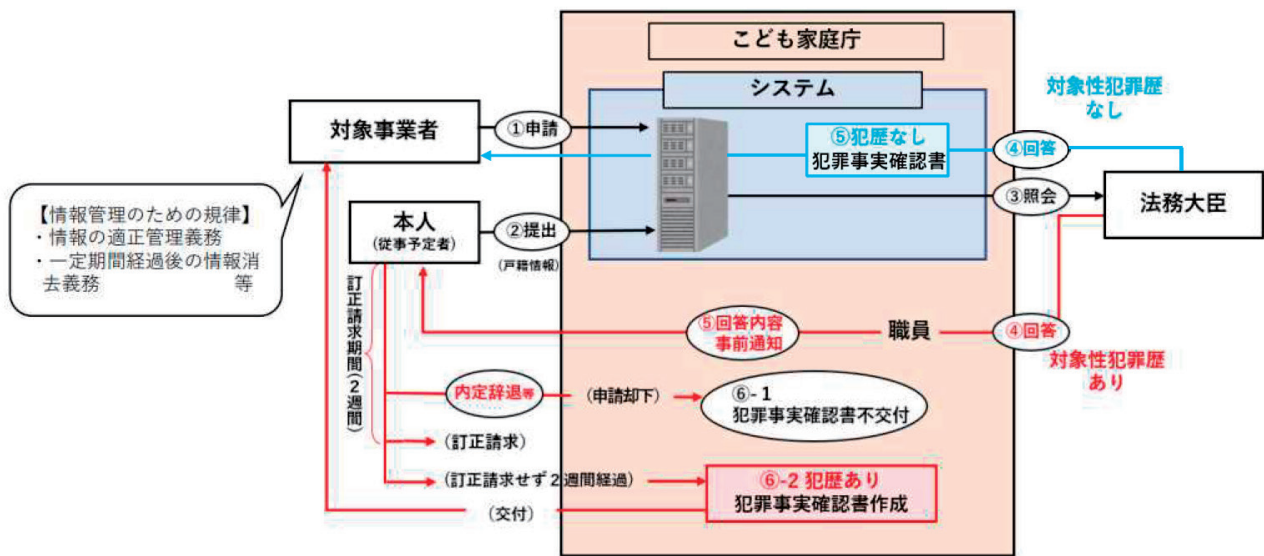 こども家庭庁
システム
対象性犯罪歴
なし
対象事業者
①申請
⑤犯歴なし
犯罪事実確認書
④回答
【情報管理のための規律】
・情報の適正管理義務
・一定期間経過後の情報消
去義務 等
本人
(従事予定者)
②提出
(戸籍情報)
③照会
法務大臣
訂正請求期間(2週間)
⑤回答内容
事前通知
職員
④回答
対象性犯罪歴
あり
内定辞退等
(申請却下)
⑥-1
犯罪事実確認書不交付
(訂正請求)
(訂正請求せず2週間経過)
⑥-2 犯歴あり
犯罪事実確認書作成
(交付)